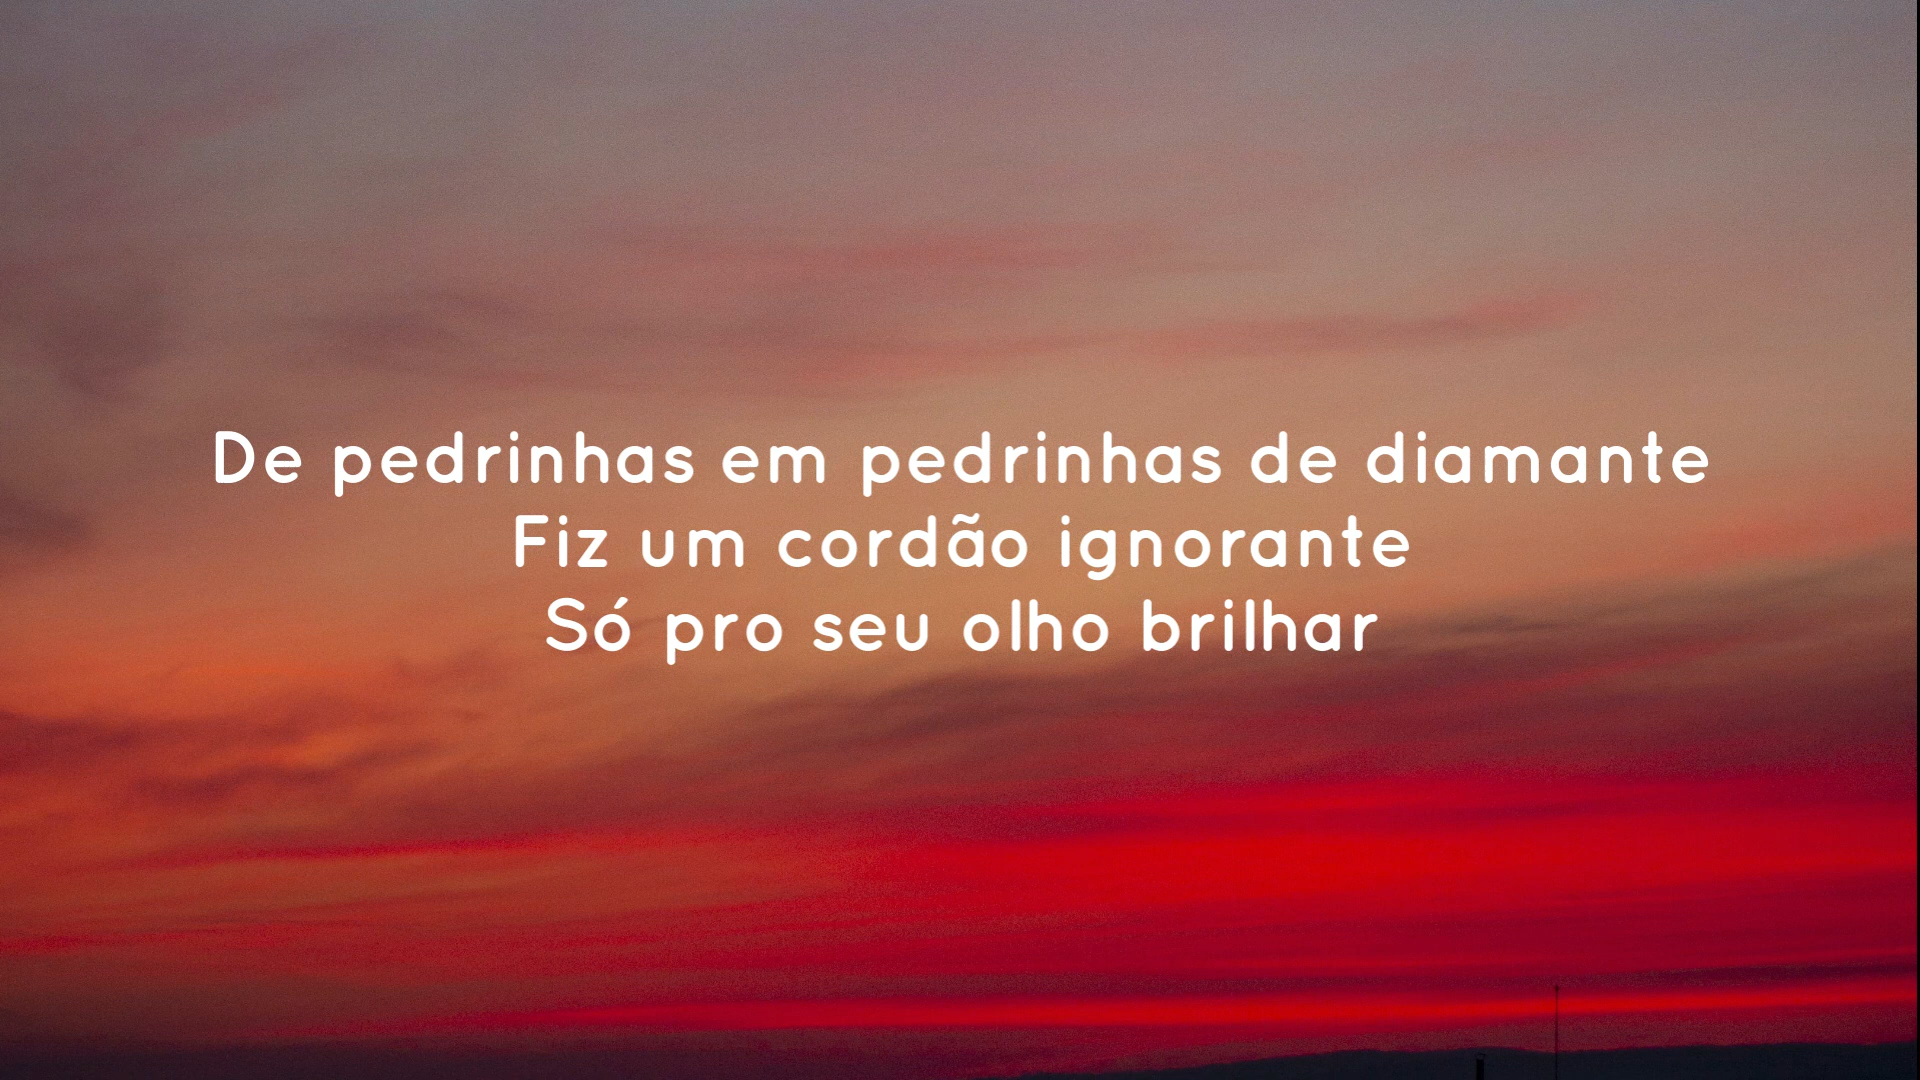 De pedrinhas em pedrinhas de diamante
Fiz um cordão ignorante
Só pro seu olho brilhar